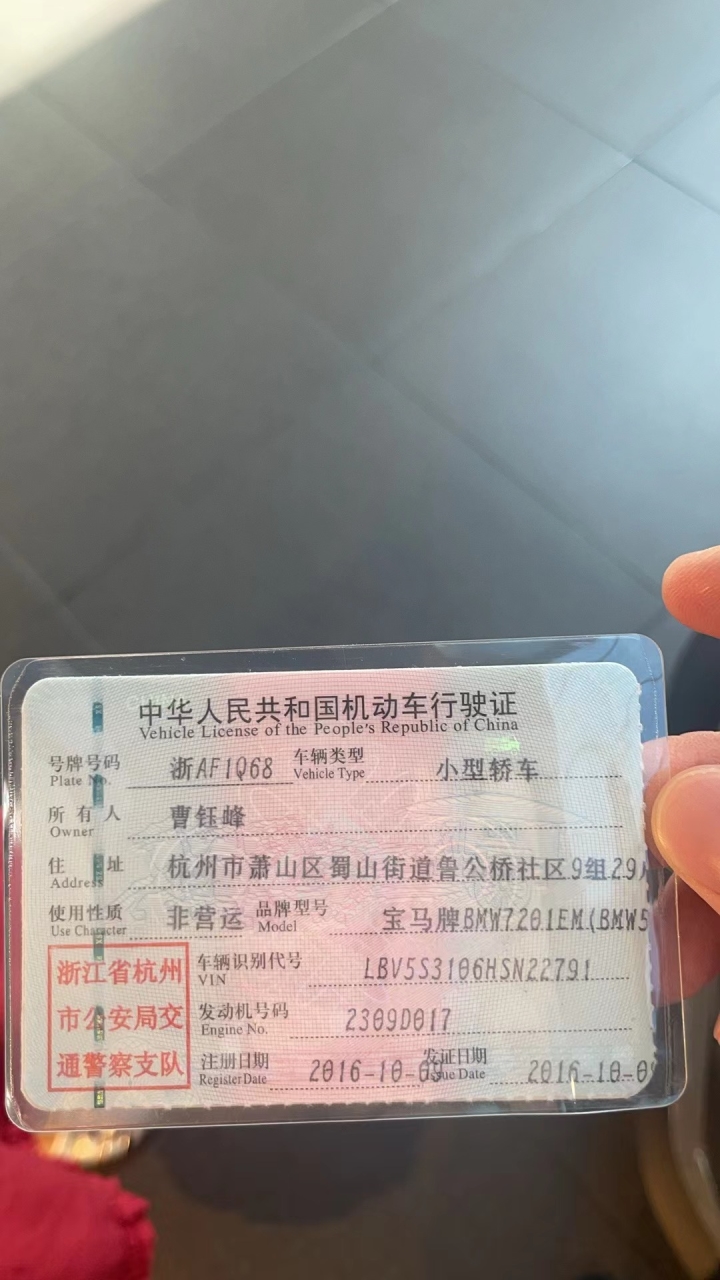 中华人民共和国机动车行驶证
Vehicle License of the People's Republic of China
号牌号码 浙AF1Q68 车辆类型 小型轿车
Plate No. Vehicle Type
所有人 曹钰峰
Owner
住址 杭州市萧山区蜀山街道鲁公桥社区9组29
Address
使用性质 非营运 品牌型号 宝马牌BMW7201EM(BMW5
Use Character Model
浙江省杭州
市公安局交
通警察支队
车辆识别代号 LBV5S3106HSN22791
VIN
发动机号码 2309D017
Engine No.
注册日期 2016-10-09 发证日期 2016-10-09
Register Date Issue Date